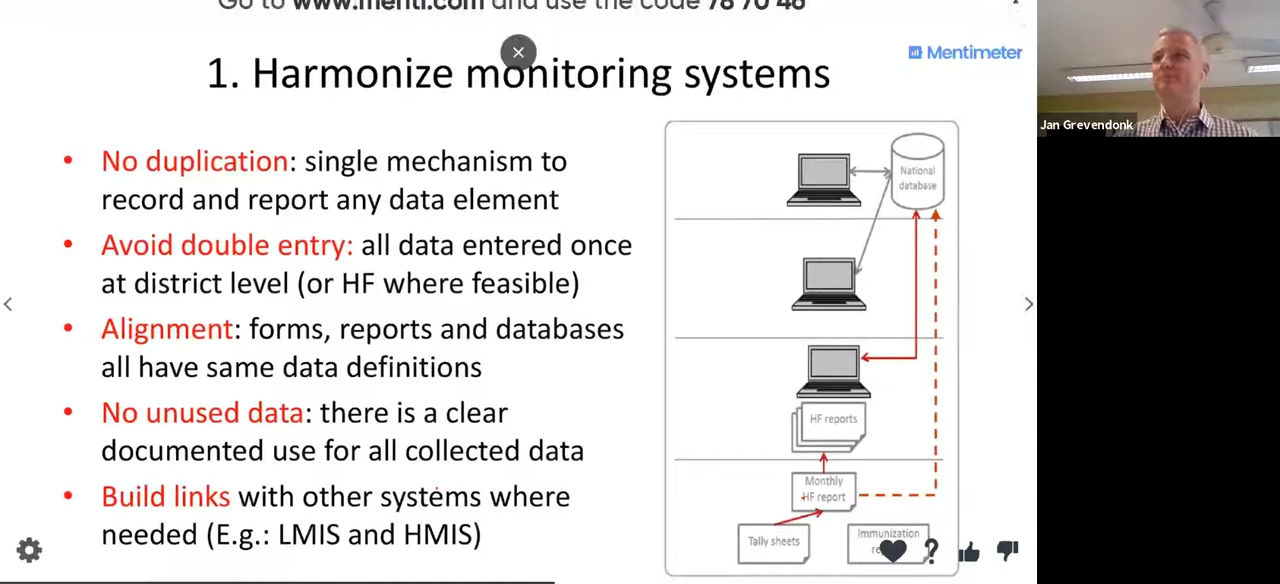 Go to www.menti.com and use the code 78 70 46
Mentimeter
1. Harmonize monitoring systems
• No duplication: single mechanism to
record and report any data element
• Avoid double entry: all data entered once
at district level (or HF where feasible)
• Alignment: forms, reports and databases
all have same data definitions
• No unused data: there is a clear
documented use for all collected data
• Build links with other systems where
needed (E.g.: LMIS and HMIS)
National
database
HF reports
Monthly
HF report
Tally sheets
Immunization
Jan Grevendonk